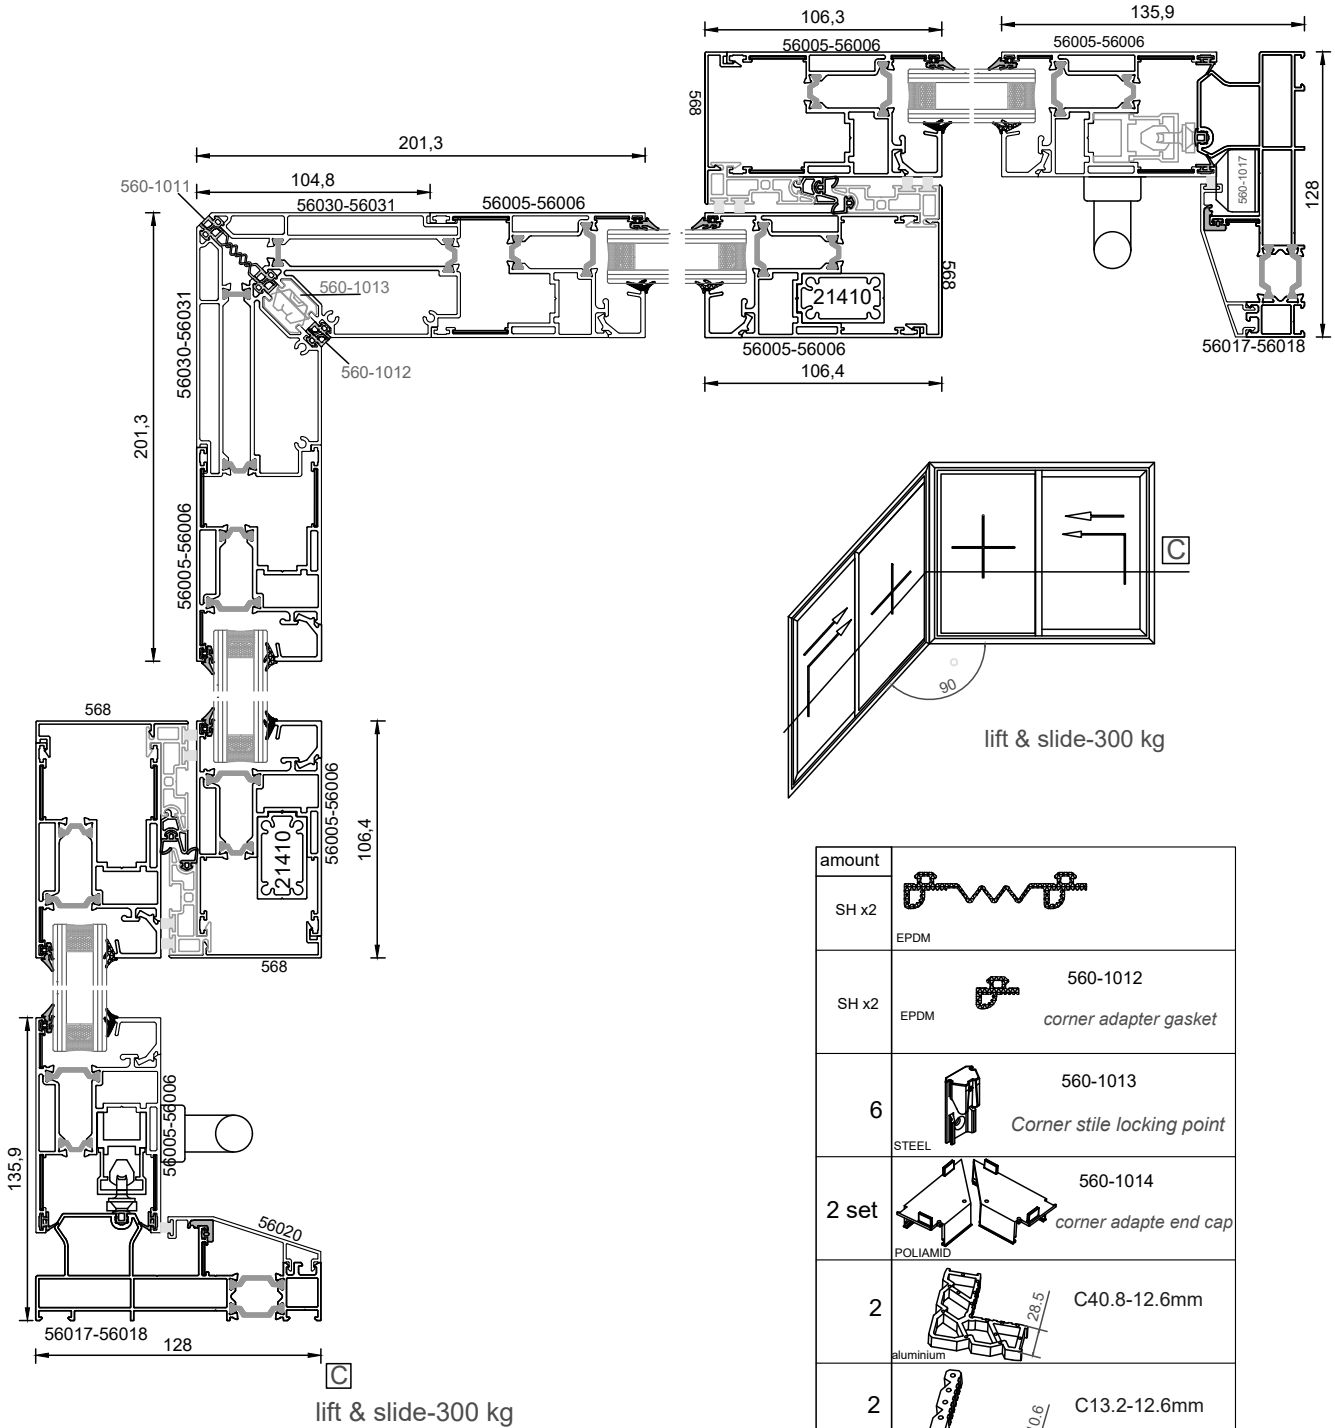 106,3
135,9
56005-56006
56005-56006
568
560-1017
128
201,3
560-1011
104,8
56030-56031
56005-56006
560-1013
560-1012
56030-56031
201,3
56005-56006
21410
568
56005-56006
106,4
56017-56018
C
90
lift & slide-300 kg
568
56005-56006
106,4
21410
568
135,9
56005-56006
56020
56017-56018
128
C
lift & slide-300 kg
amount
SH x2
EPDM
SH x2
EPDM
560-1012
corner adapter gasket
6
STEEL
560-1013
Corner stile locking point
2 set
POLIAMID
560-1014
corner adapte end cap
2
aluminium
28,5
C40.8-12.6mm
2
C13.2-12.6mm